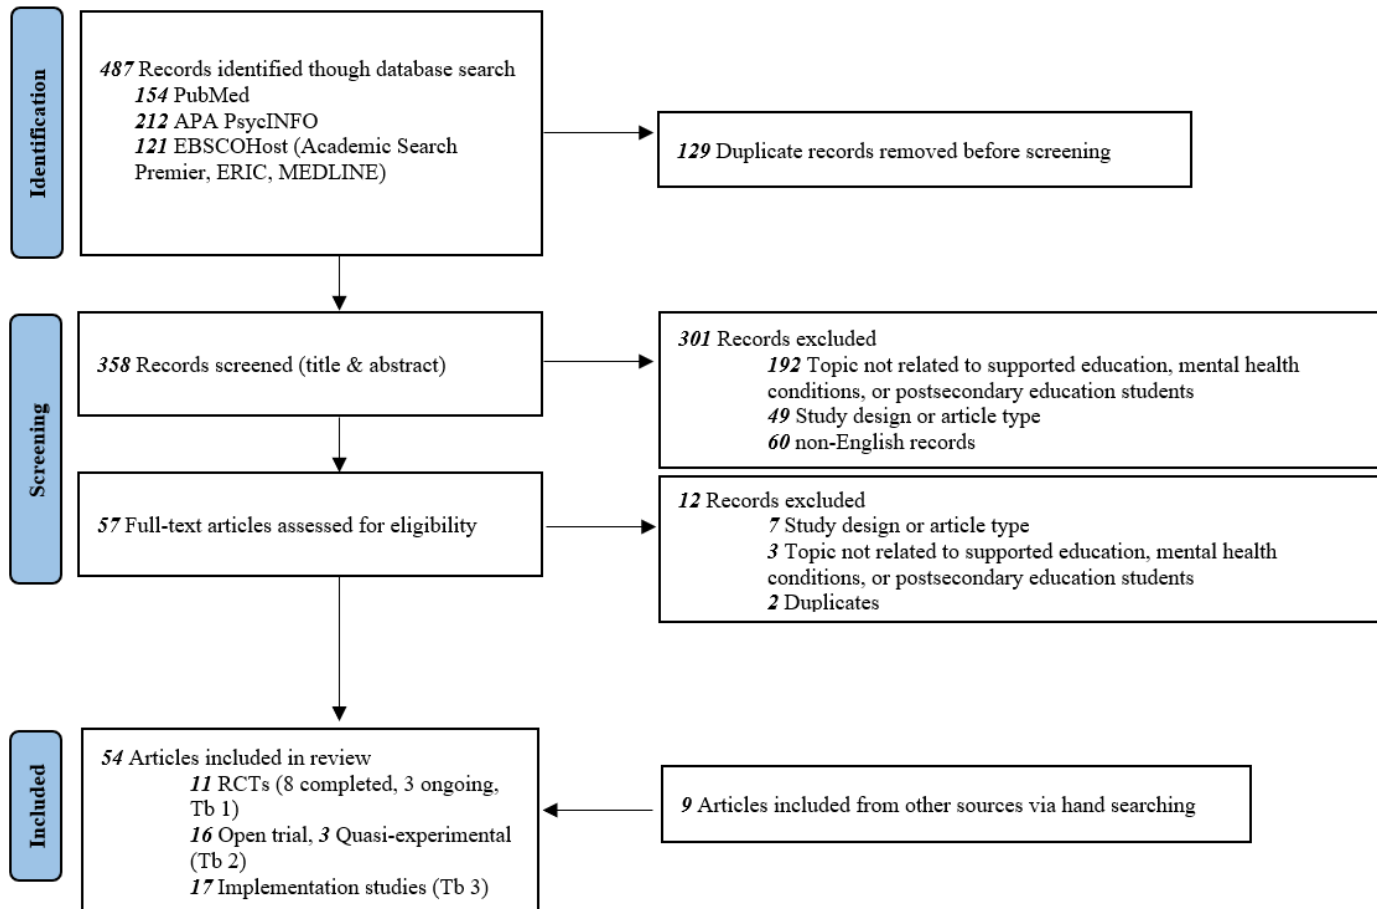 Identification
487 Records identified though database search
154 PubMed
212 APA PsycINFO
121 EBSCOHost (Academic Search
Premier, ERIC, MEDLINE)
129 Duplicate records removed before screening
Screening
358 Records screened (title & abstract)
301 Records excluded
192 Topic not related to supported education, mental health
conditions, or postsecondary education students
49 Study design or article type
60 non-English records
57 Full-text articles assessed for eligibility
12 Records excluded
7 Study design or article type
3 Topic not related to supported education, mental health
conditions, or postsecondary education students
2 Duplicates
Included
54 Articles included in review
11 RCTs (8 completed, 3 ongoing,
Tb 1)
16 Open trial, 3 Quasi-experimental
(Tb 2)
17 Implementation studies (Tb 3)
9 Articles included from other sources via hand searching